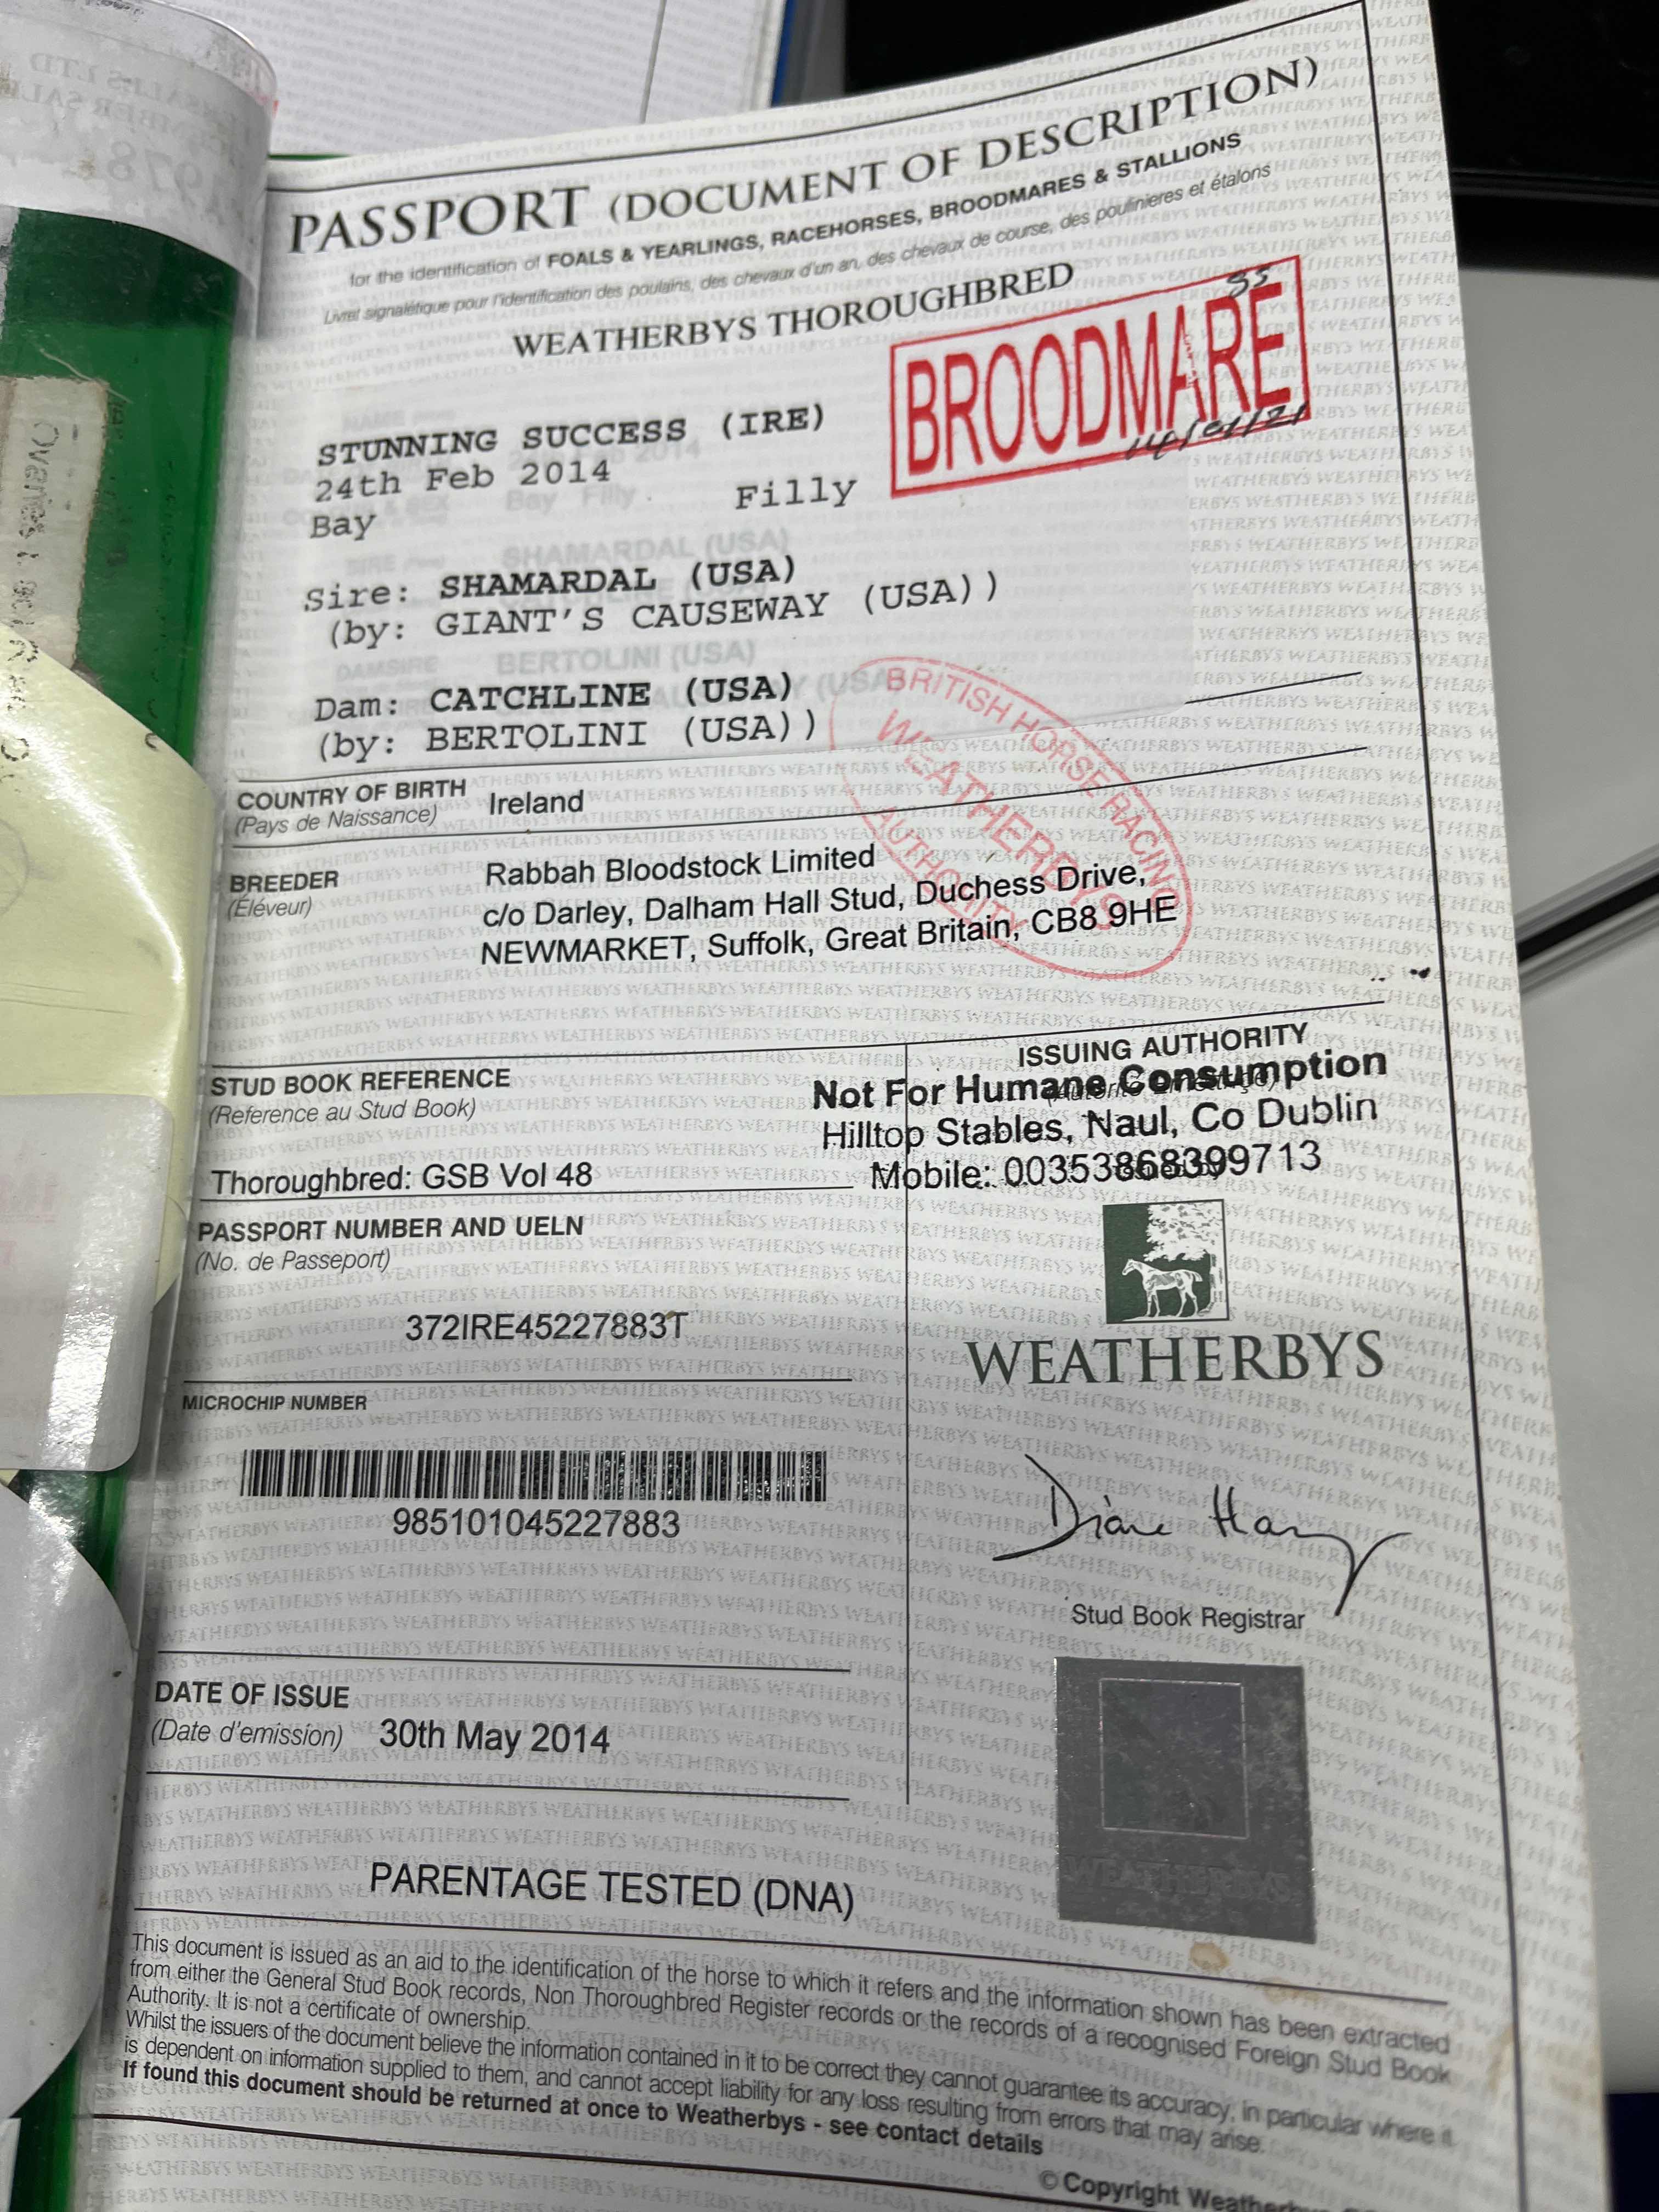 PASSPORT (DOCUMENT OF DESCRIPTION)
for the identification of FOALS & YEARLINGS, RACEHORSES, BROODMARES & STALLIONS
Livret signalétique pour l'identification des poulains, des chevaux d'un an, des chevaux de course, des poulinieres et étalons
WEATHERBYS THOROUGHBRED
BROODMARE
STUNNING SUCCESS (IRE)
24th Feb 2014
Filly
Bay
Sire: SHAMARDAL (USA)
(by: GIANT'S CAUSEWAY (USA))
Dam: CATCHLINE (USA)
(by: BERTOLINI (USA))
BRITISH HORSERACING
WEATHERBYS
AUTHORITY
COUNTRY OF BIRTH
(Pays de Naissance)
Ireland
BREEDER
(Éléveur)
Rabbah Bloodstock Limited
c/o Darley, Dalham Hall Stud, Duchess Drive,
NEWMARKET, Suffolk, Great Britain, CB8 9HE
STUD BOOK REFERENCE
(Reference au Stud Book)
Thoroughbred: GSB Vol 48
ISSUING AUTHORITY
Not For Humane Consumption
Hilltop Stables, Naul, Co Dublin
Mobile: 00353868399713
PASSPORT NUMBER AND UELN
(No. de Passeport)
372IRE45227883T
WEATHERBYS
MICROCHIP NUMBER
985101045227883
Stud Book Registrar
DATE OF ISSUE
(Date d'emission)
30th May 2014
PARENTAGE TESTED (DNA)
This document is issued as an aid to the identification of the horse to which it refers and the information shown has been extracted
from either the General Stud Book records, Non Thoroughbred Register records or the records of a recognised Foreign Stud Book
Authority. It is not a certificate of ownership.
Whilst the issuers of the document believe the information contained in it to be correct they cannot guarantee its accuracy, in particular where it
is dependent on information supplied to them, and cannot accept liability for any loss resulting from errors that may arise.
If found this document should be returned at once to Weatherbys - see contact details
© Copyright